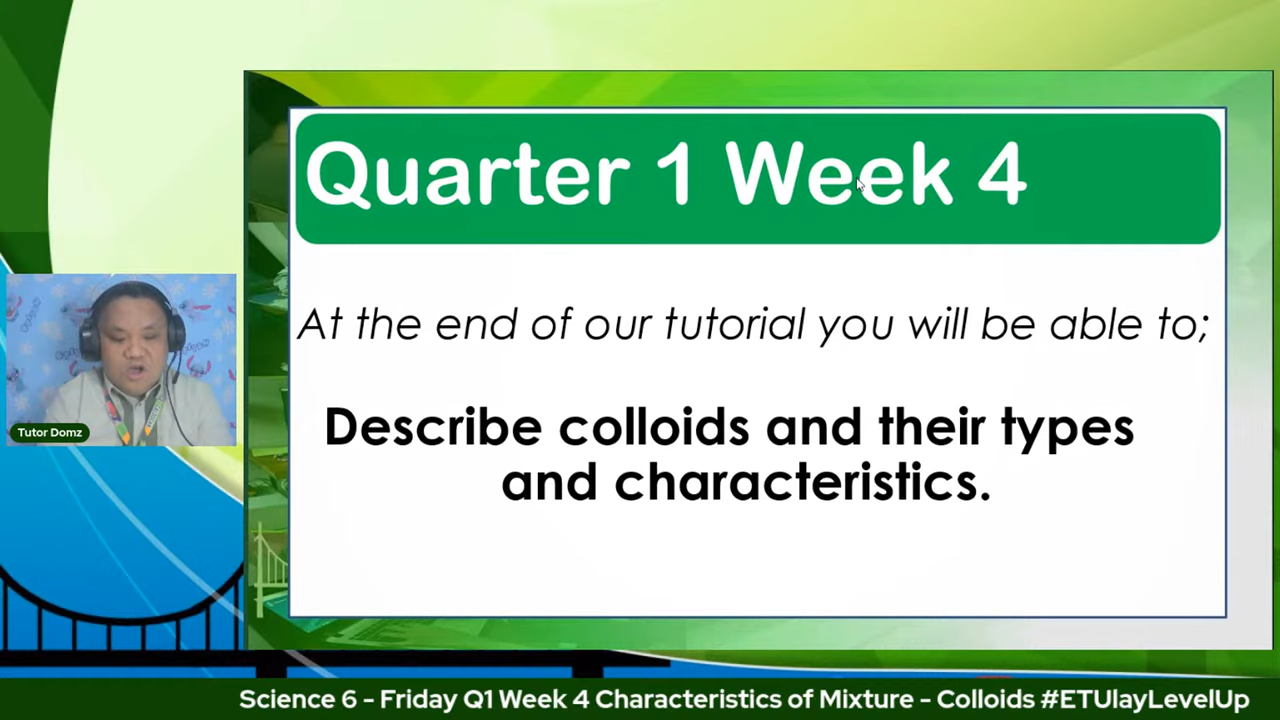 Quarter 1 Week 4
At the end of our tutorial you will be able to;
Describe colloids and their types
and characteristics.
Tutor Domz
Science 6 - Friday Q1 Week 4 Characteristics of Mixture - Colloids #ETUlayLevelUp